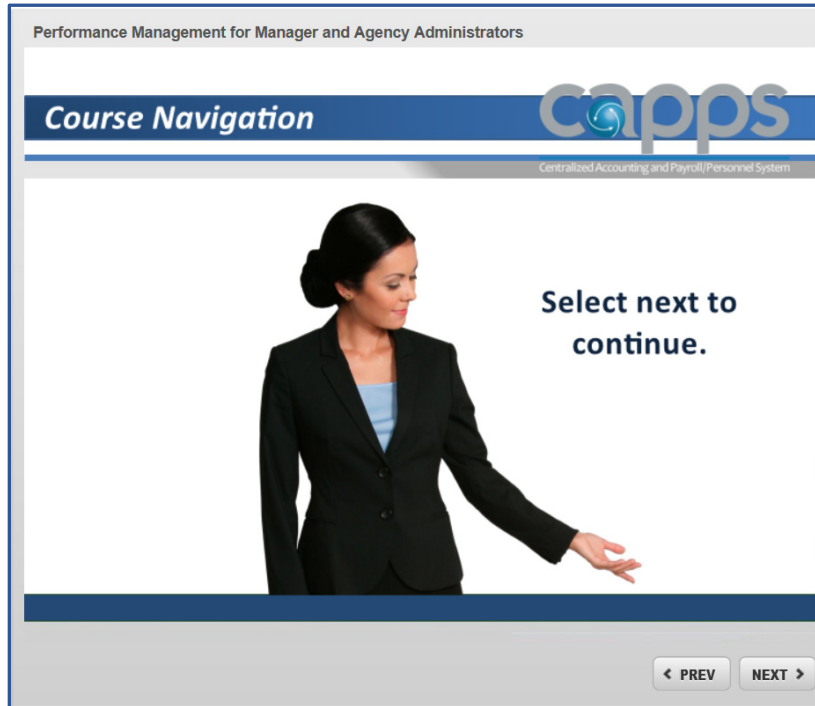 Performance Management for Manager and Agency Administrators
Course Navigation
capps
Centralized Accounting and Payroll/Personnel System
Select next to
continue.
PREV
NEXT